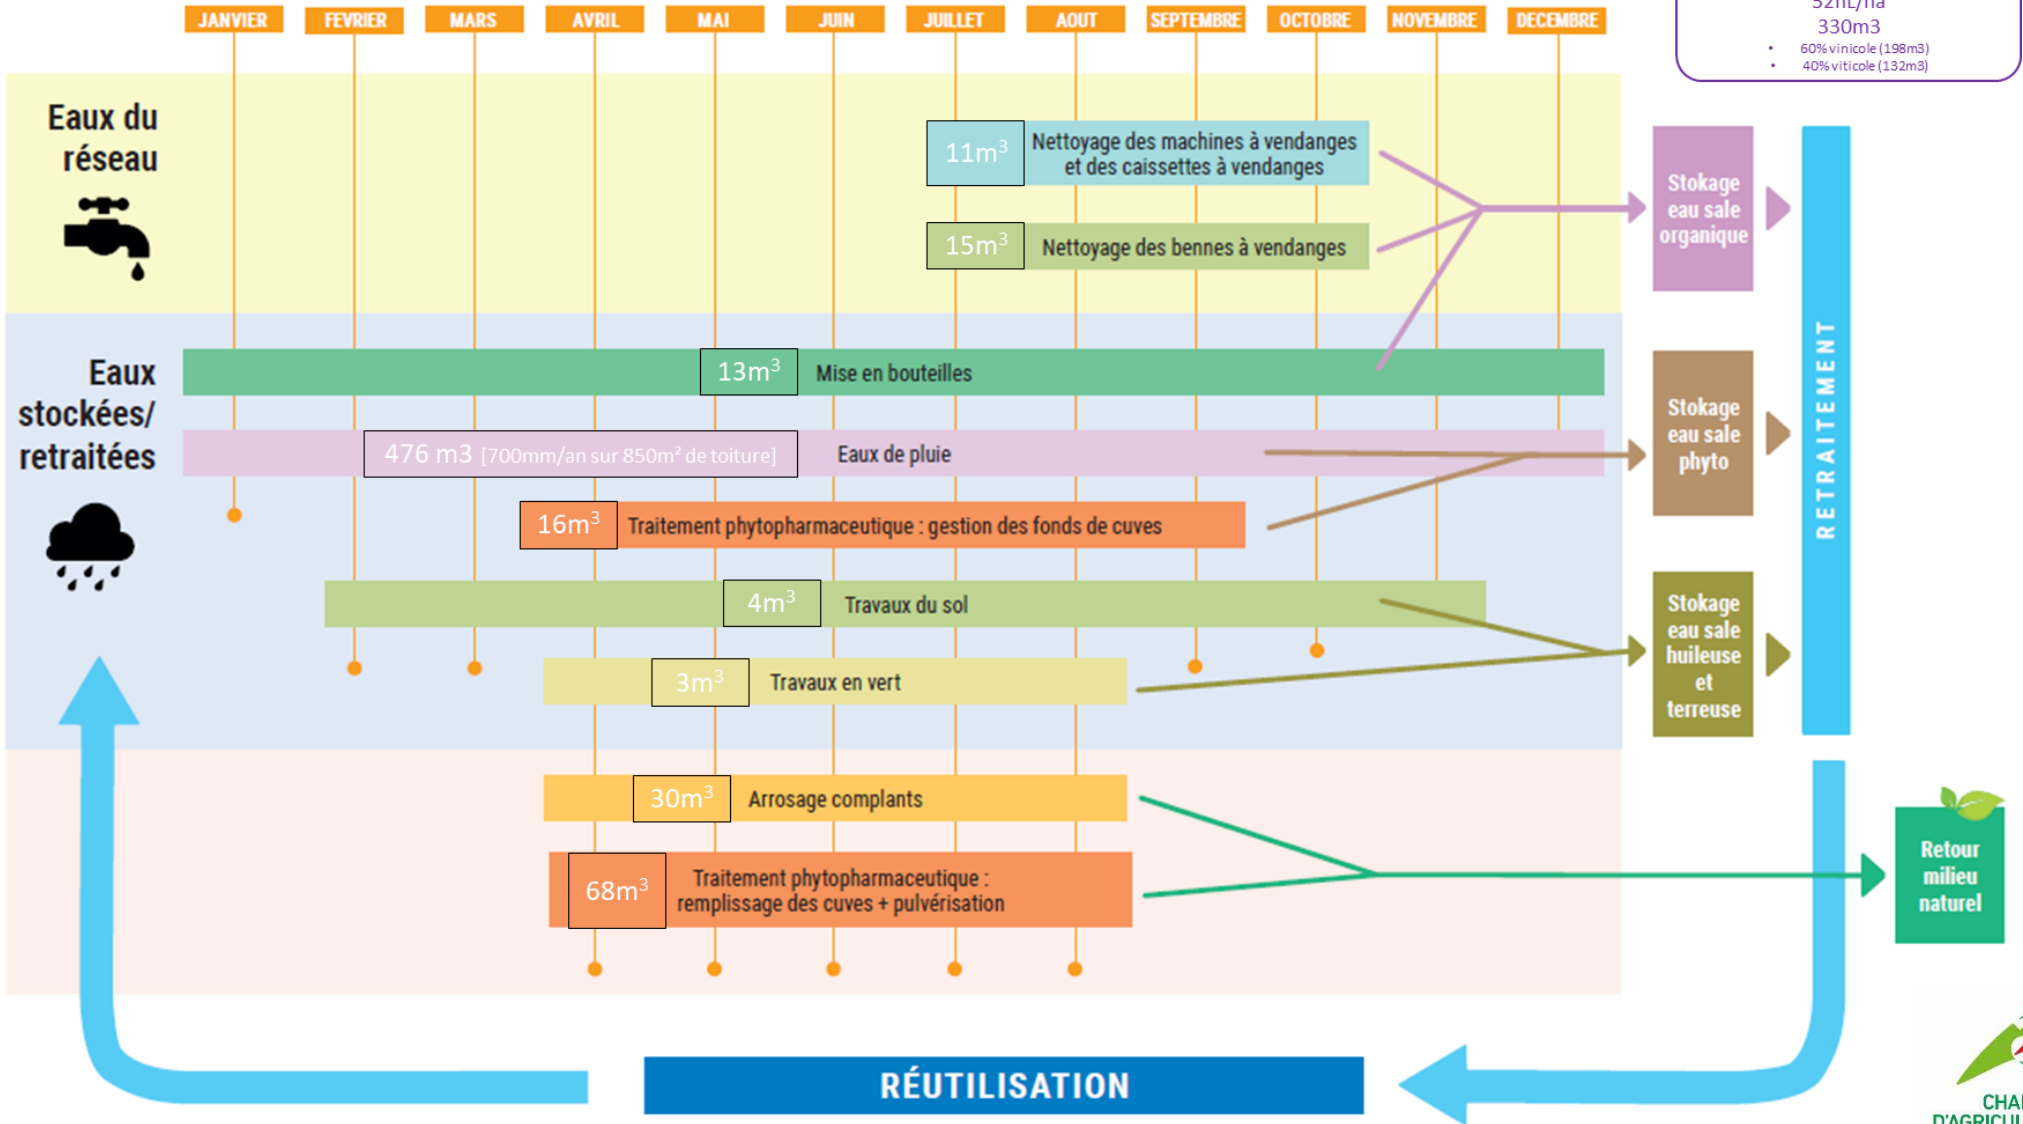 JANVIER
FEVRIER
MARS
AVRIL
MAI
JUIN
JUILLET
AOUT
SEPTEMBRE
OCTOBRE
NOVEMBRE
DECEMBRE
52hL/ha
330m3
• 60% vinicole (198m3)
• 40% viticole (132m3)
Eaux du
réseau
11m³
Nettoyage des machines à vendanges
et des caissettes à vendanges
15m³
Nettoyage des bennes à vendanges
Stokage
eau sale
organique
Eaux
stockées/
retraitées
13m³
Mise en bouteilles
476 m3 [700mm/an sur 850m² de toiture]
Eaux de pluie
16m³
Traitement phytopharmaceutique : gestion des fonds de cuves
4m³
Travaux du sol
3m³
Travaux en vert
Stokage
eau sale
phyto
Stokage
eau sale
huileuse
et
terreuse
RETRAITEMENT
30m³
Arrosage complants
68m³
Traitement phytopharmaceutique :
remplissage des cuves + pulvérisation
Retour
milieu
naturel
RÉUTILISATION